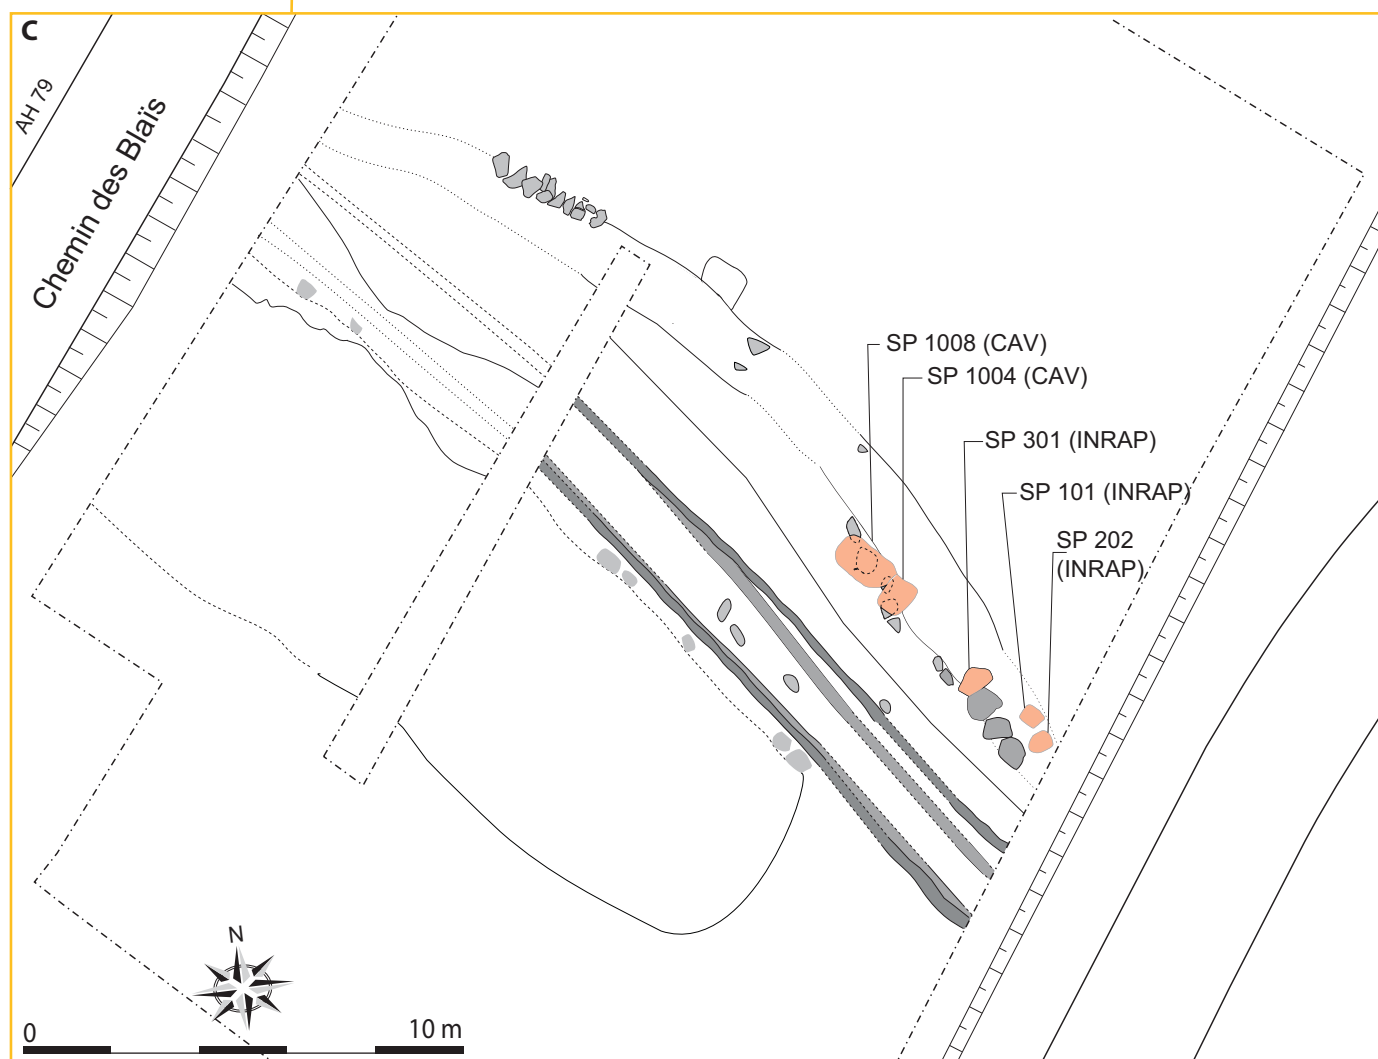 C
AH 79
Chemin des Blaïs
SP 1008 (CAV)
SP 1004 (CAV)
SP 301 (INRAP)
SP 101 (INRAP)
SP 202
(INRAP)
N
0
10 m